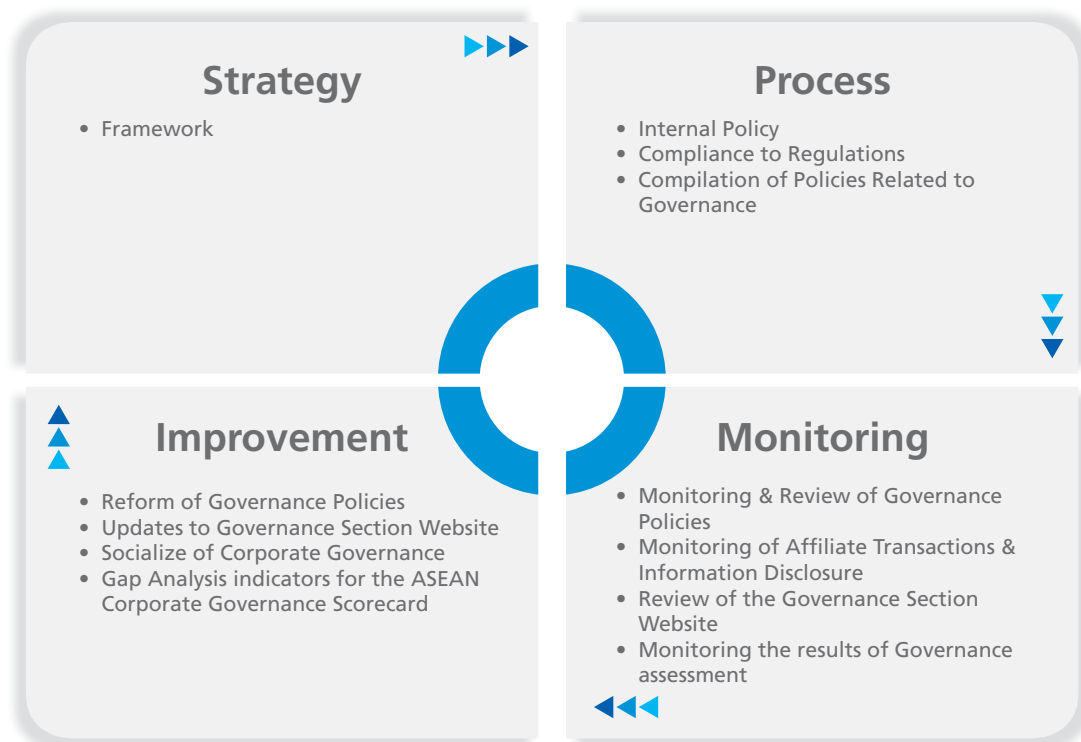 Strategy
• Framework
Process
• Internal Policy
• Compliance to Regulations
• Compilation of Policies Related to
Governance
Improvement
• Reform of Governance Policies
• Updates to Governance Section Website
• Socialize of Corporate Governance
• Gap Analysis indicators for the ASEAN
Corporate Governance Scorecard
Monitoring
• Monitoring & Review of Governance
Policies
• Monitoring of Affiliate Transactions &
Information Disclosure
• Review of the Governance Section
Website
• Monitoring the results of Governance
assessment